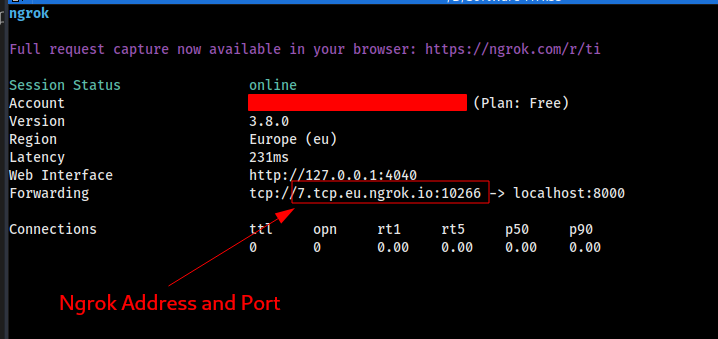 ngrok
Full request capture now available in your browser: https://ngrok.com/r/ti
Session Status online
Account (Plan: Free)
Version 3.8.0
Region Europe (eu)
Latency 231ms
Web Interface http://127.0.0.1:4040
Forwarding tcp://7.tcp.eu.ngrok.io:10266 -> localhost:8000
Connections ttl opn rt1 rt5 p50 p90
0 0 0.00 0.00 0.00 0.00
Ngrok Address and Port